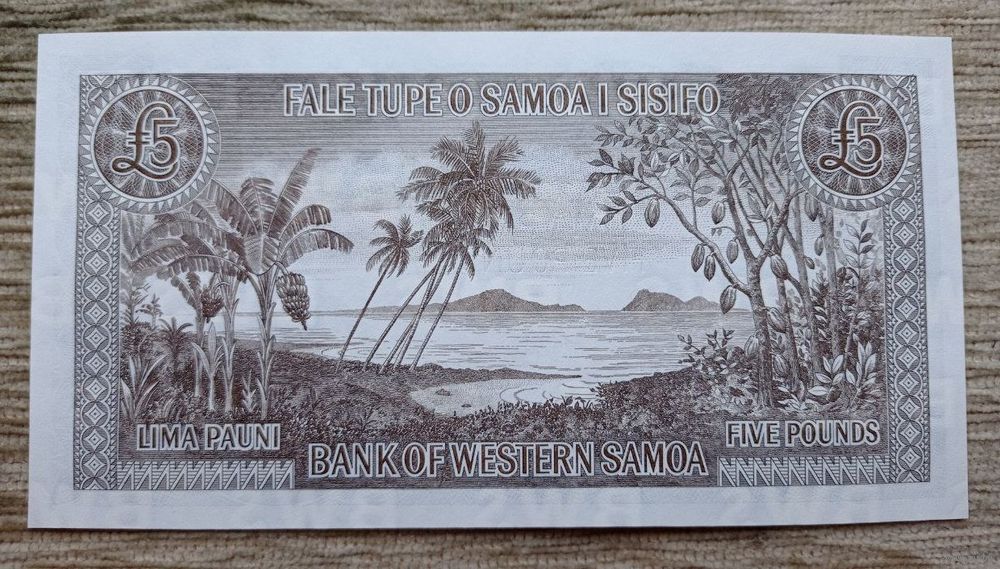 FALE TUPE O SAMOA I SISIFO
£5
£5
LIMA PAUNI
FIVE POUNDS
BANK OF WESTERN SAMOA